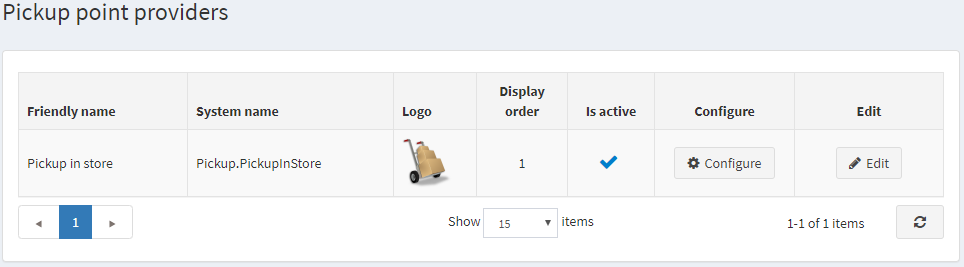 Pickup point providers
Friendly name System name Logo Display order Is active Configure Edit
Pickup in store Pickup.PickupInStore 1 Configure Edit
1 Show 15 items 1-1 of 1 items